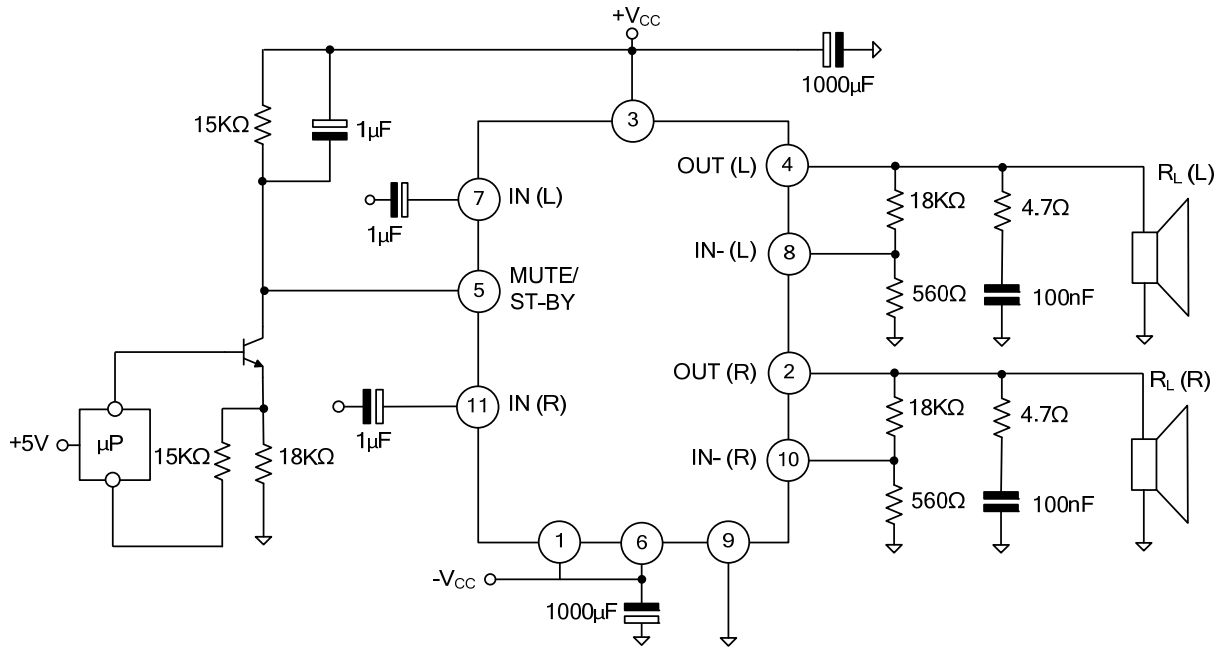 +VCC
1000μF
15KΩ
1μF
3
OUT (L)
4
RL (L)
7
IN (L)
18KΩ
4.7Ω
1μF
IN- (L)
8
5
MUTE/
ST-BY
560Ω
100nF
OUT (R)
2
RL (R)
11
IN (R)
18KΩ
4.7Ω
1μF
+5V
μP
15KΩ
18KΩ
IN- (R)
10
560Ω
100nF
1
6
9
-VCC
1000μF